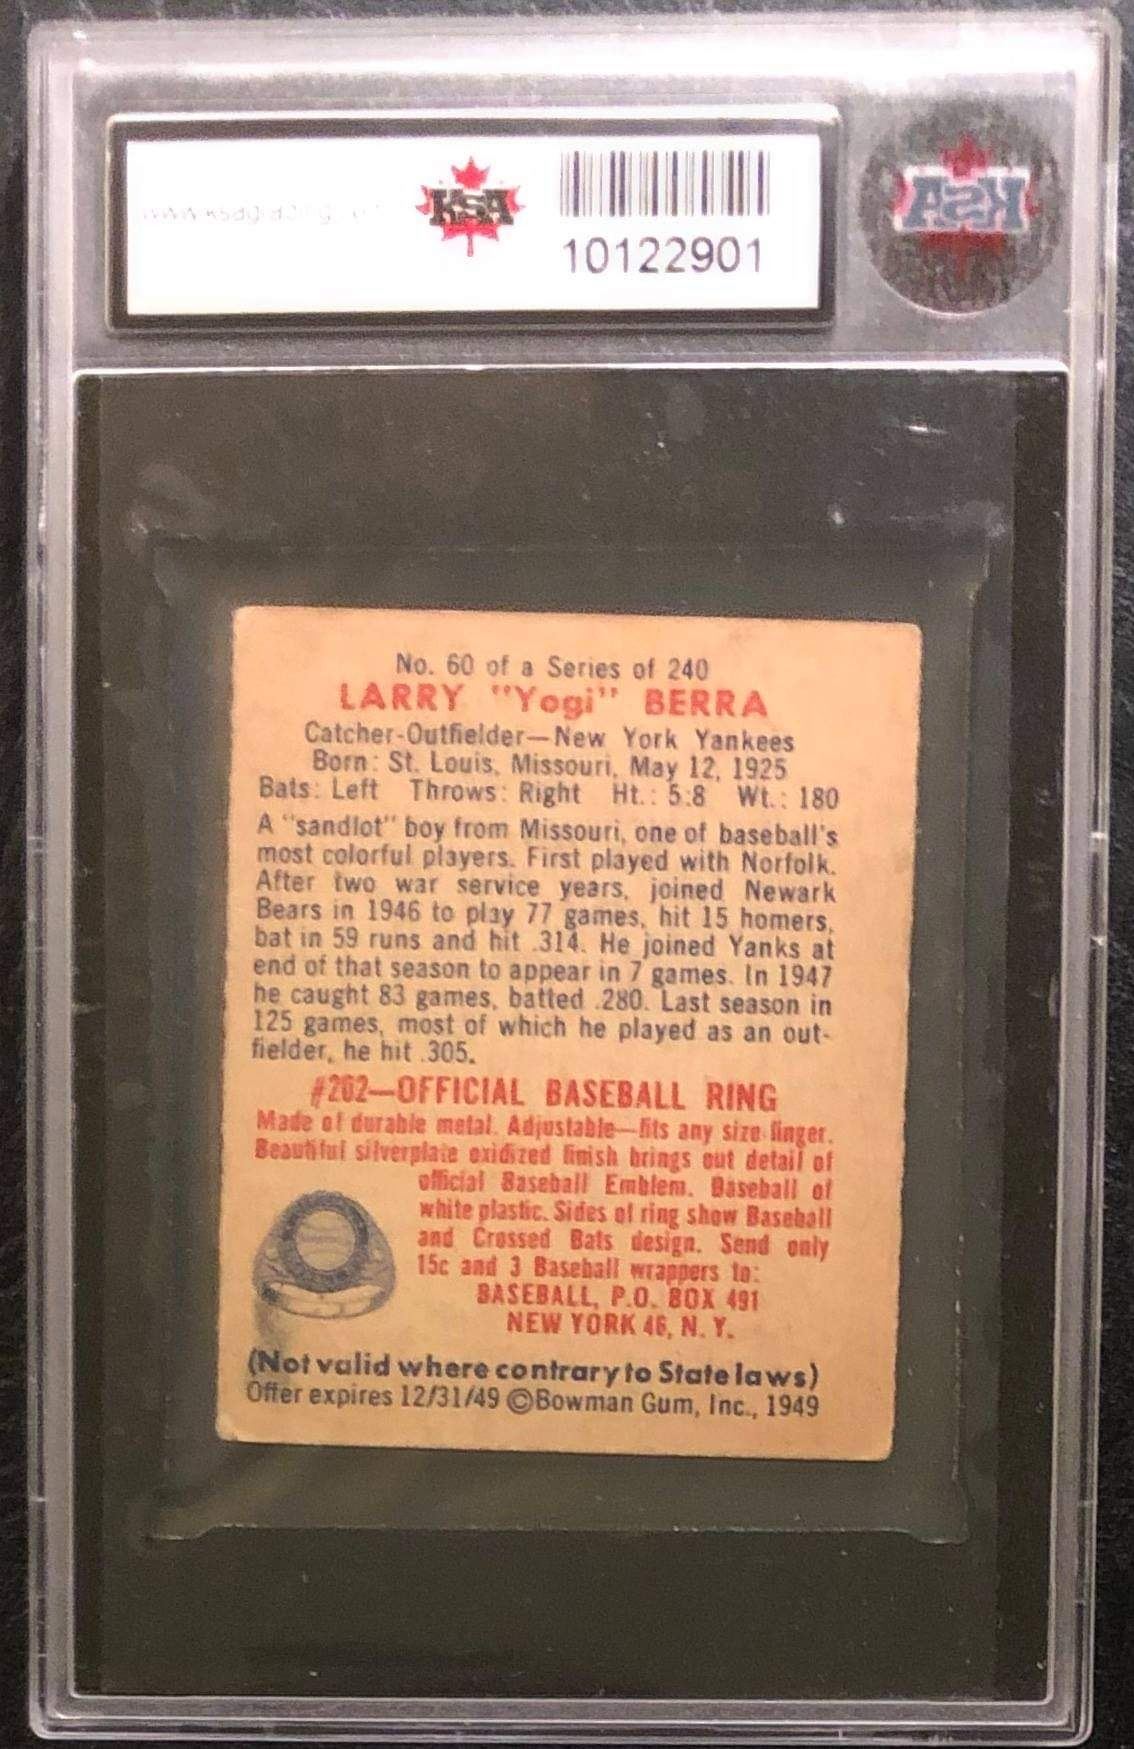 KSA
10122901
KSA
No. 60 of a Series of 240
LARRY "Yogi" BERRA
Catcher-Outfielder—New York Yankees
Born: St. Louis, Missouri, May 12, 1925
Bats: Left Throws: Right Ht.: 5:8 Wt.: 180
A "sandlot" boy from Missouri, one of baseball's
most colorful players. First played with Norfolk.
After two war service years, joined Newark
Bears in 1946 to play 77 games, hit 15 homers,
bat in 59 runs and hit .314. He joined Yanks at
end of that season to appear in 7 games. In 1947
he caught 83 games, batted .280. Last season in
125 games, most of which he played as an out-
fielder, he hit .305.
#262—OFFICIAL BASEBALL RING
Made of durable metal. Adjustable—fits any size finger.
Beautiful silverplate oxidized finish brings out detail of
official Baseball Emblem. Baseball of
white plastic. Sides of ring show Baseball
and Crossed Bats design. Send only
15c and 3 Baseball wrappers to:
BASEBALL, P.O. BOX 491
NEW YORK 46, N. Y.
(Not valid where contrary to State laws)
Offer expires 12/31/49 ©Bowman Gum, Inc., 1949